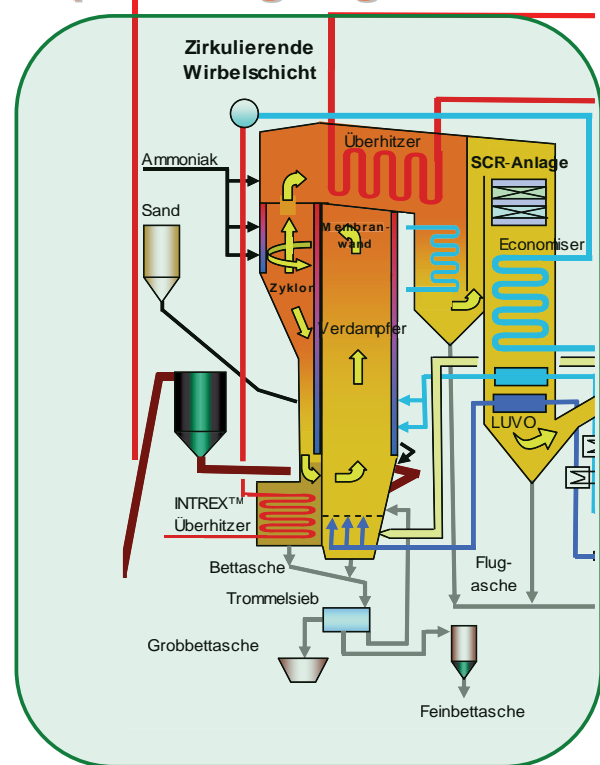 Zirkulierende
Wirbelschicht
Ammoniak
Überhitzer
SCR-Anlage
Sand
Membran-
wand
Economiser
Zyklon
Verdampfer
LUVO
M
M
INTREX™
Überhitzer
Bettasche
Flug-
asche
Trommelsieb
Grobbettasche
Feinbettasche